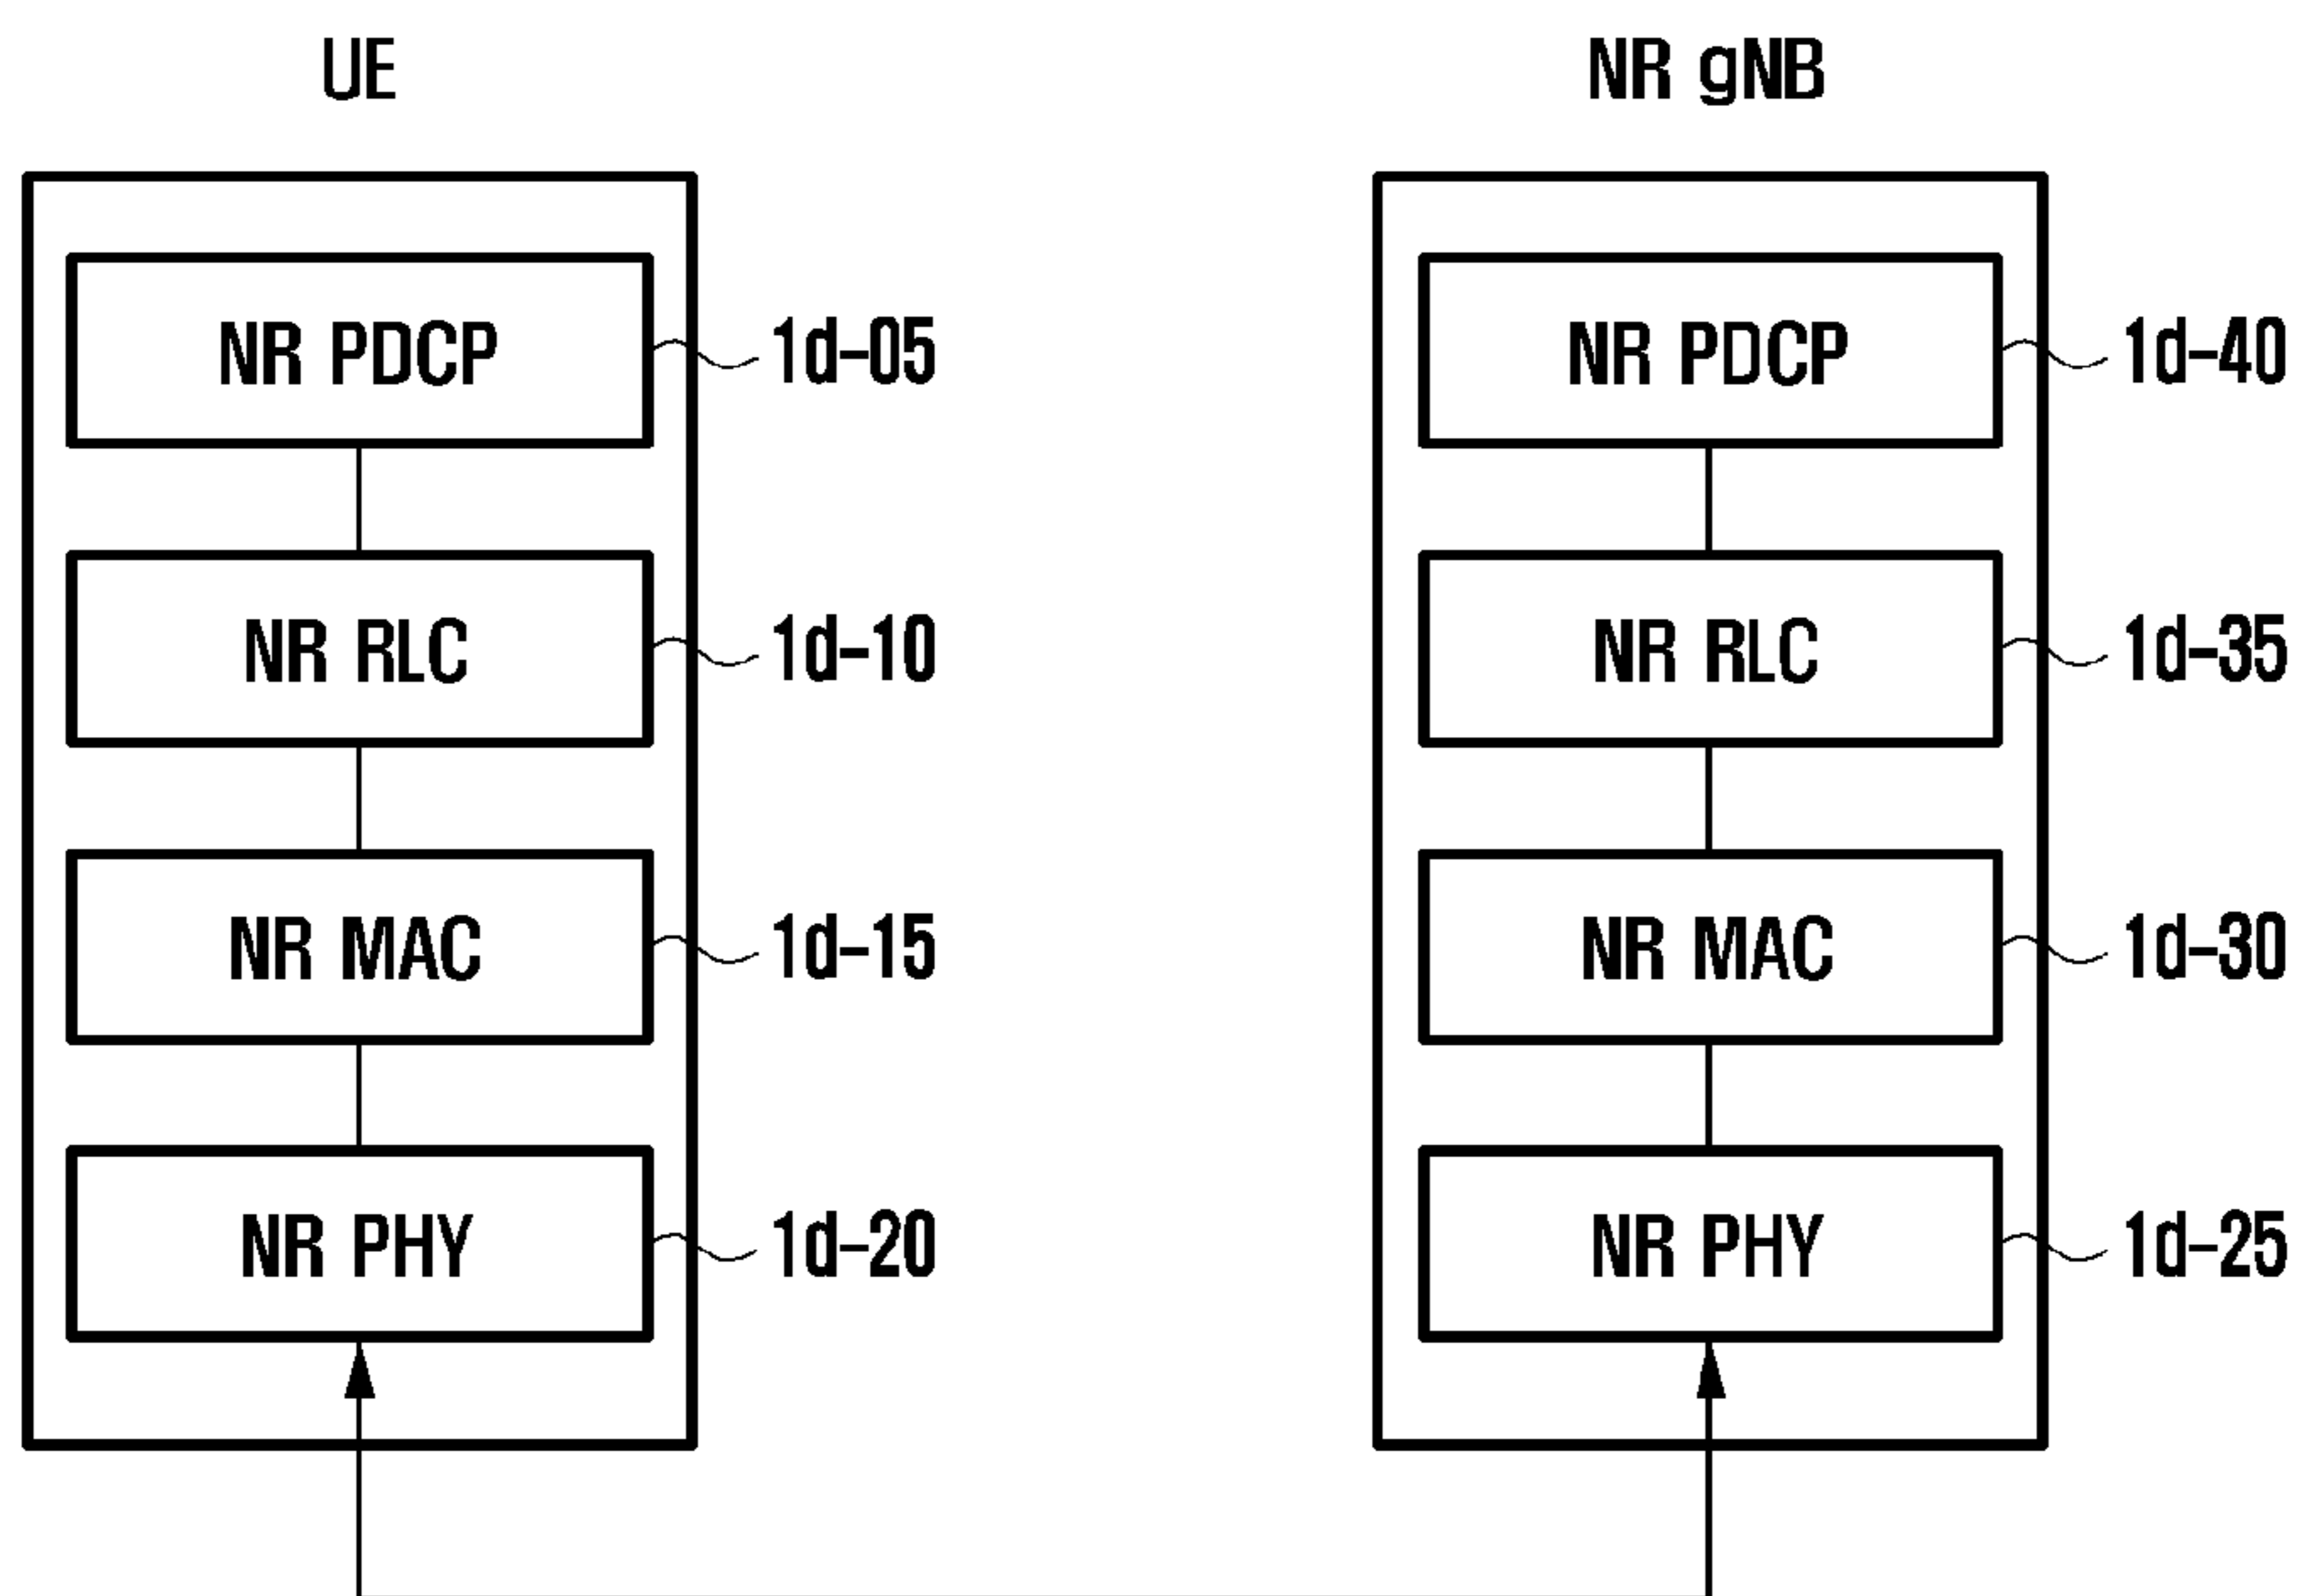 UE
NR gNB
NR PDCP
1d-05
NR PDCP
1d-40
NR RLC
1d-10
NR RLC
1d-35
NR MAC
1d-15
NR MAC
1d-30
NR PHY
1d-20
NR PHY
1d-25